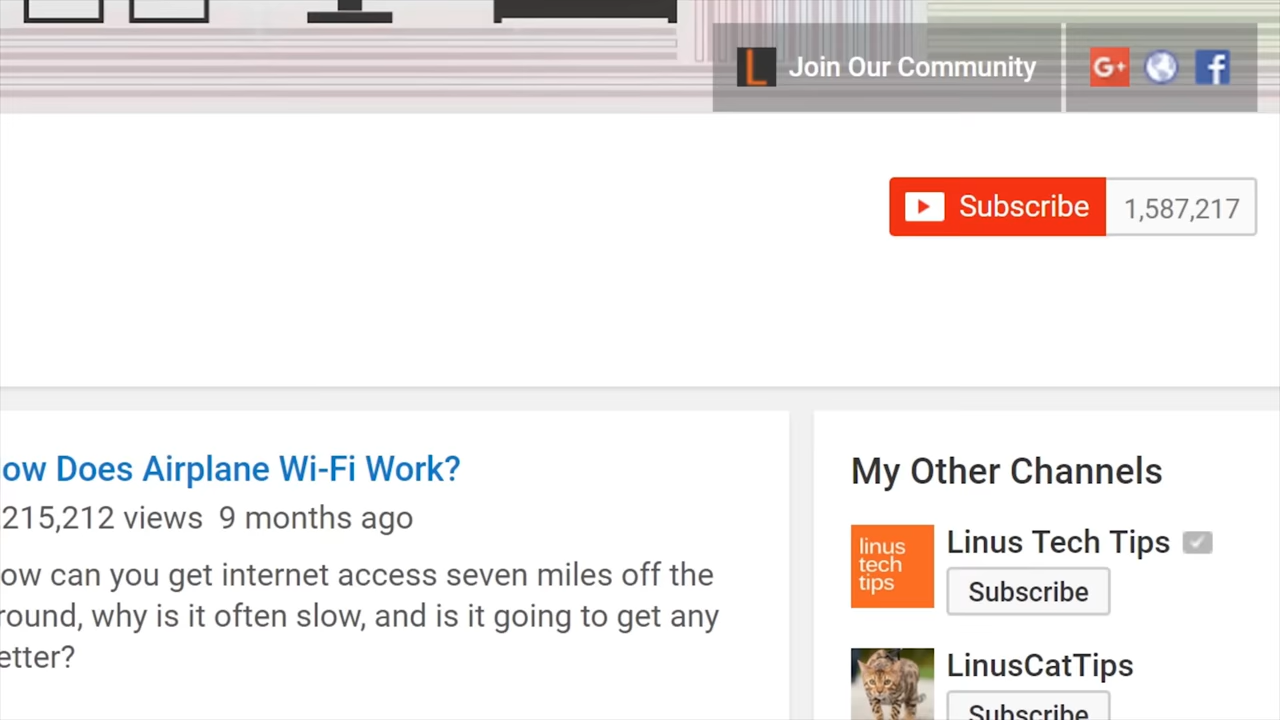 Join Our Community
G+
f
Subscribe
1,587,217
ow Does Airplane Wi-Fi Work?
215,212 views 9 months ago
ow can you get internet access seven miles off the
round, why is it often slow, and is it going to get any
etter?
My Other Channels
linus
tech
tips
Linus Tech Tips
Subscribe
LinusCatTips
Subscribe